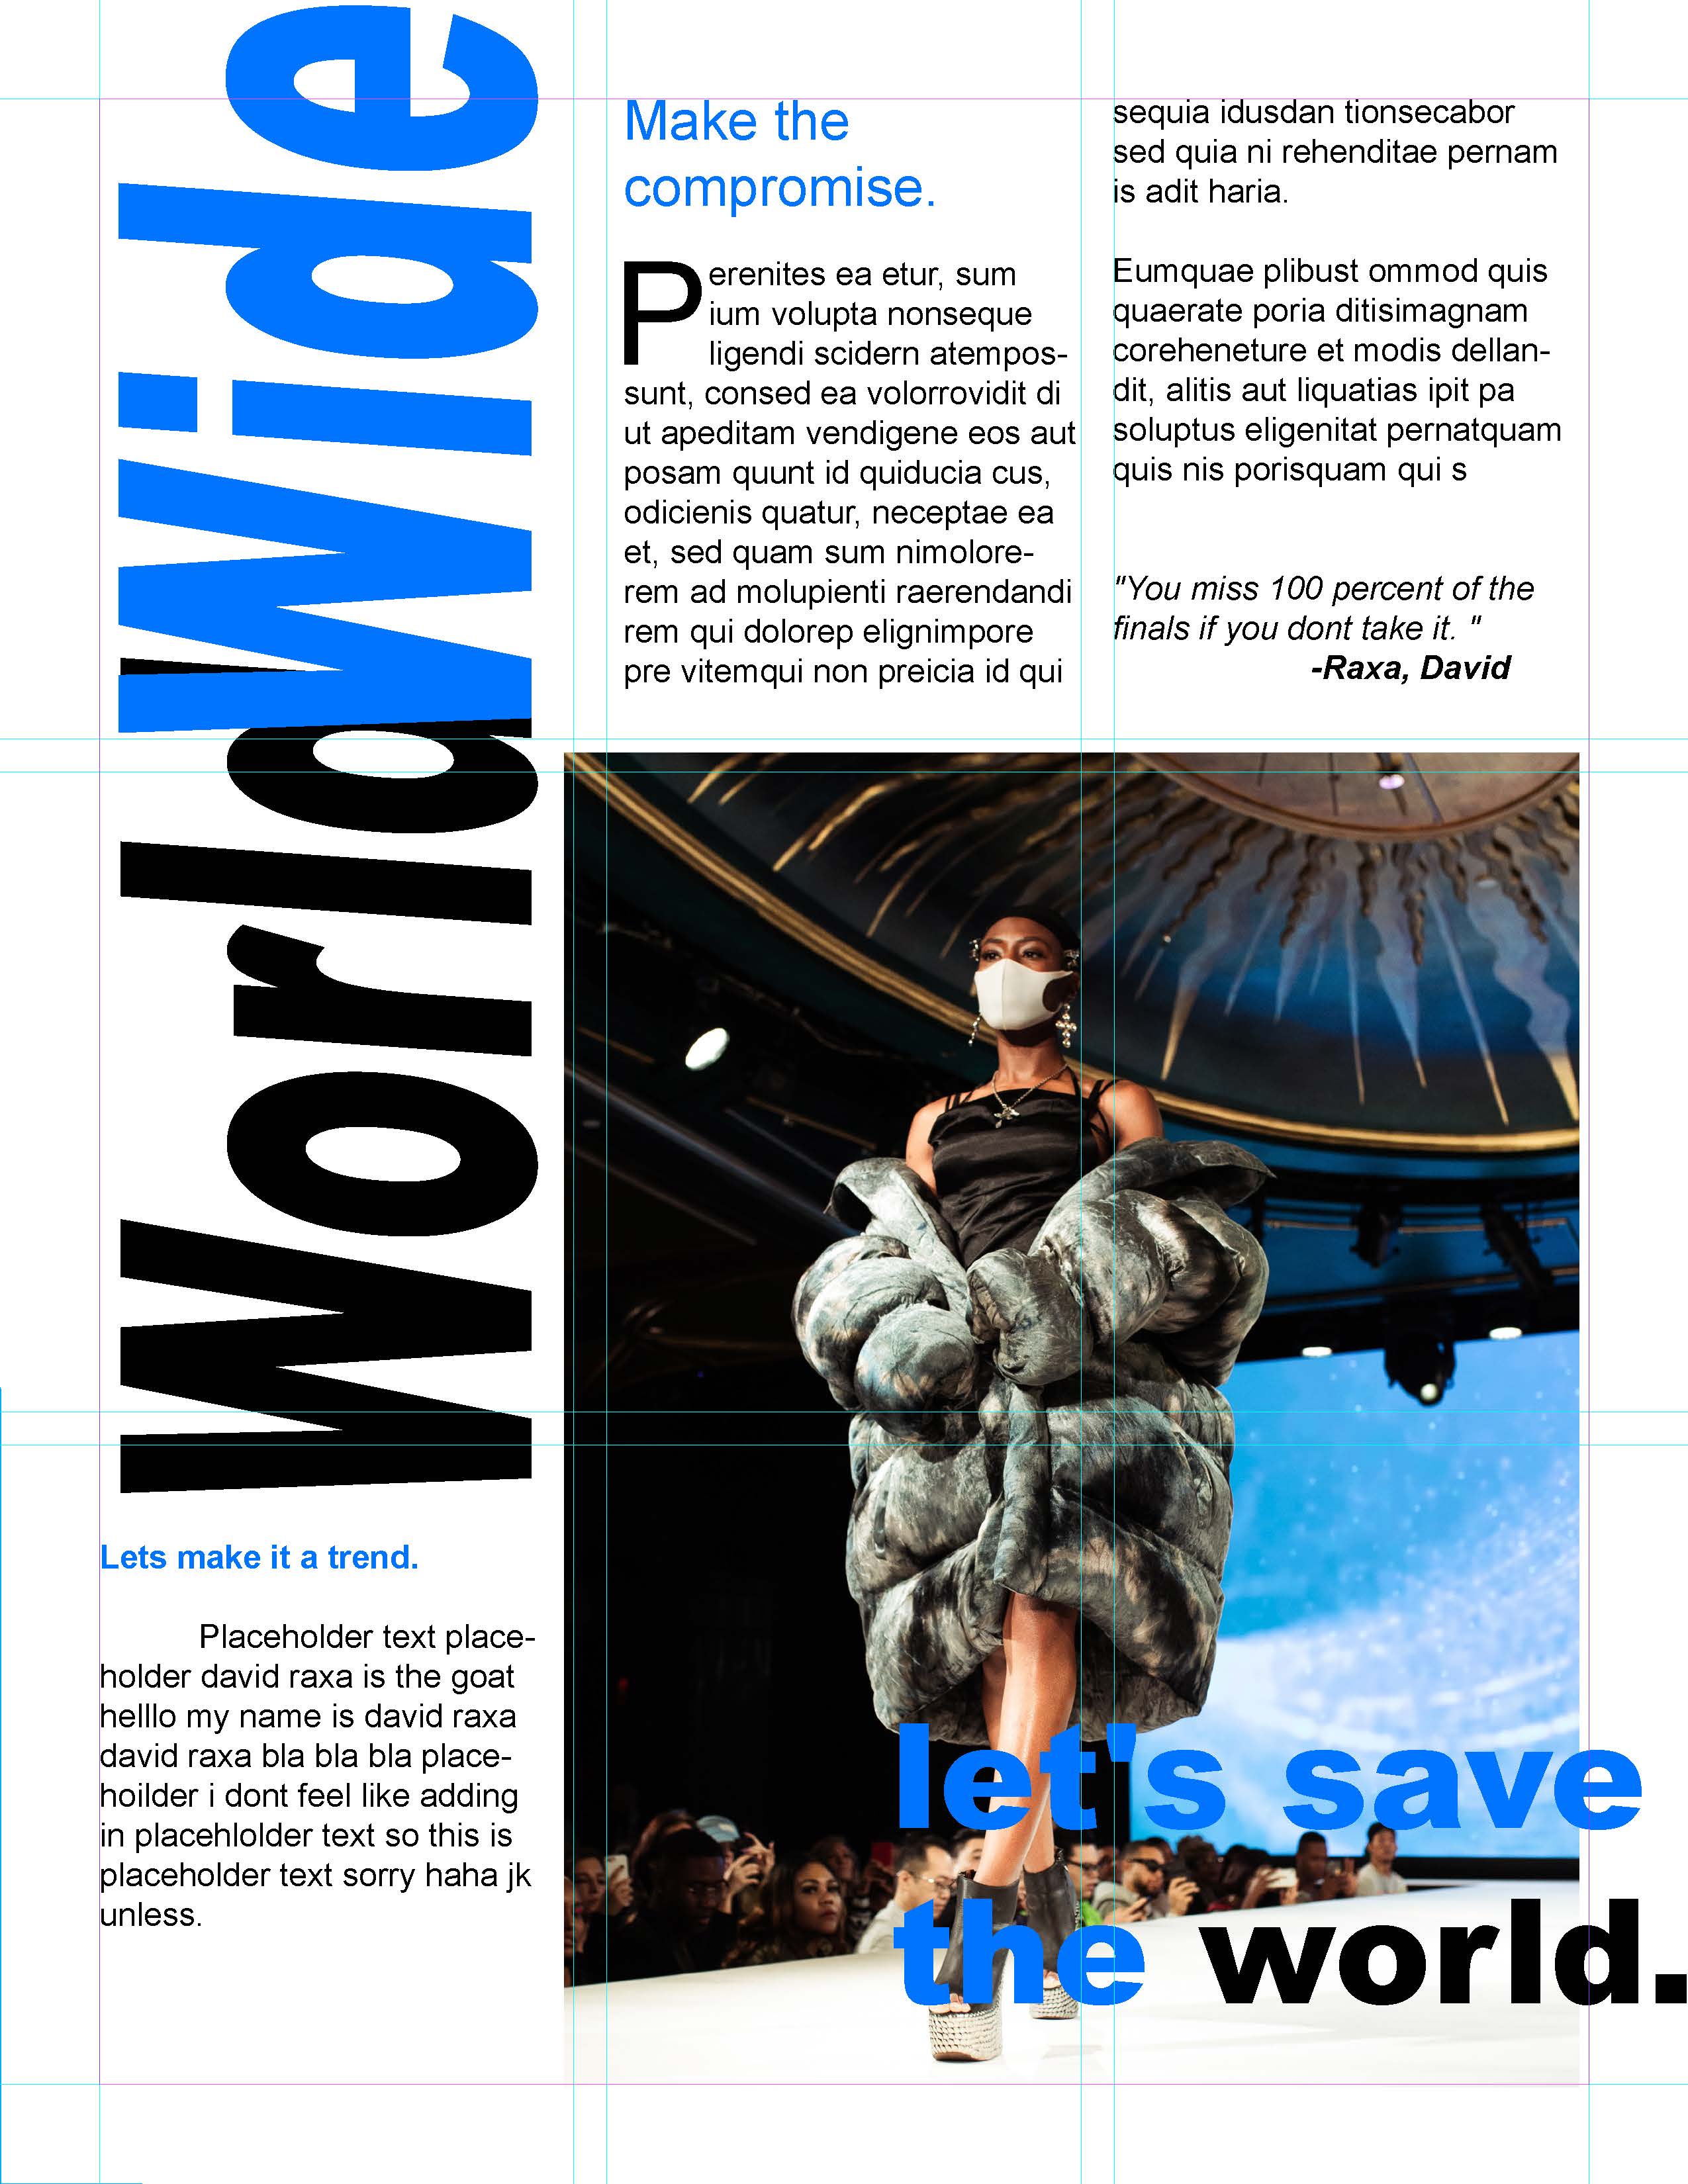 WorldWide
Make the
compromise.
Perenites ea etur, sum
ium volupta nonseque
ligendi scidern atempos-
sunt, consed ea volorrovidit di
ut apeditam vendigene eos aut
posam quunt id quiducia cus,
odicienis quatur, neceptae ea
et, sed quam sum nimolore-
rem ad molupienti raerendandi
rem qui dolorep elignimpore
pre vitemqui non preicia id qui
sequia idusdan tionsecabor
sed quia ni rehenditae pernam
is adit haria.
Eumquae plibust ommod quis
quaerate poria ditisimagnam
coreheneture et modis dellan-
dit, alitis aut liquatias ipit pa
soluptus eligenitat pernatquam
quis nis porisquam qui s
"You miss 100 percent of the
finals if you dont take it. "
-Raxa, David
Lets make it a trend.
Placeholder text place-
holder david raxa is the goat
helllo my name is david raxa
david raxa bla bla bla place-
hoilder i dont feel like adding
in placehlolder text so this is
placeholder text sorry haha jk
unless.
let's save
the world.